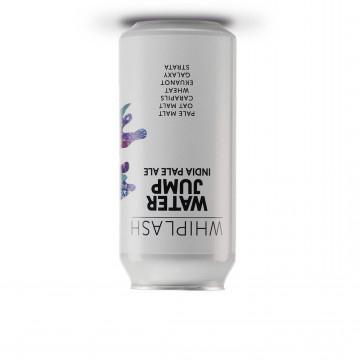 WHIPLASH
WATER
JUMP
INDIA PALE ALE
PALE MALT
OAT MALT
CARAPILS
WHEAT
EKUANOT
GALAXY
STRATA